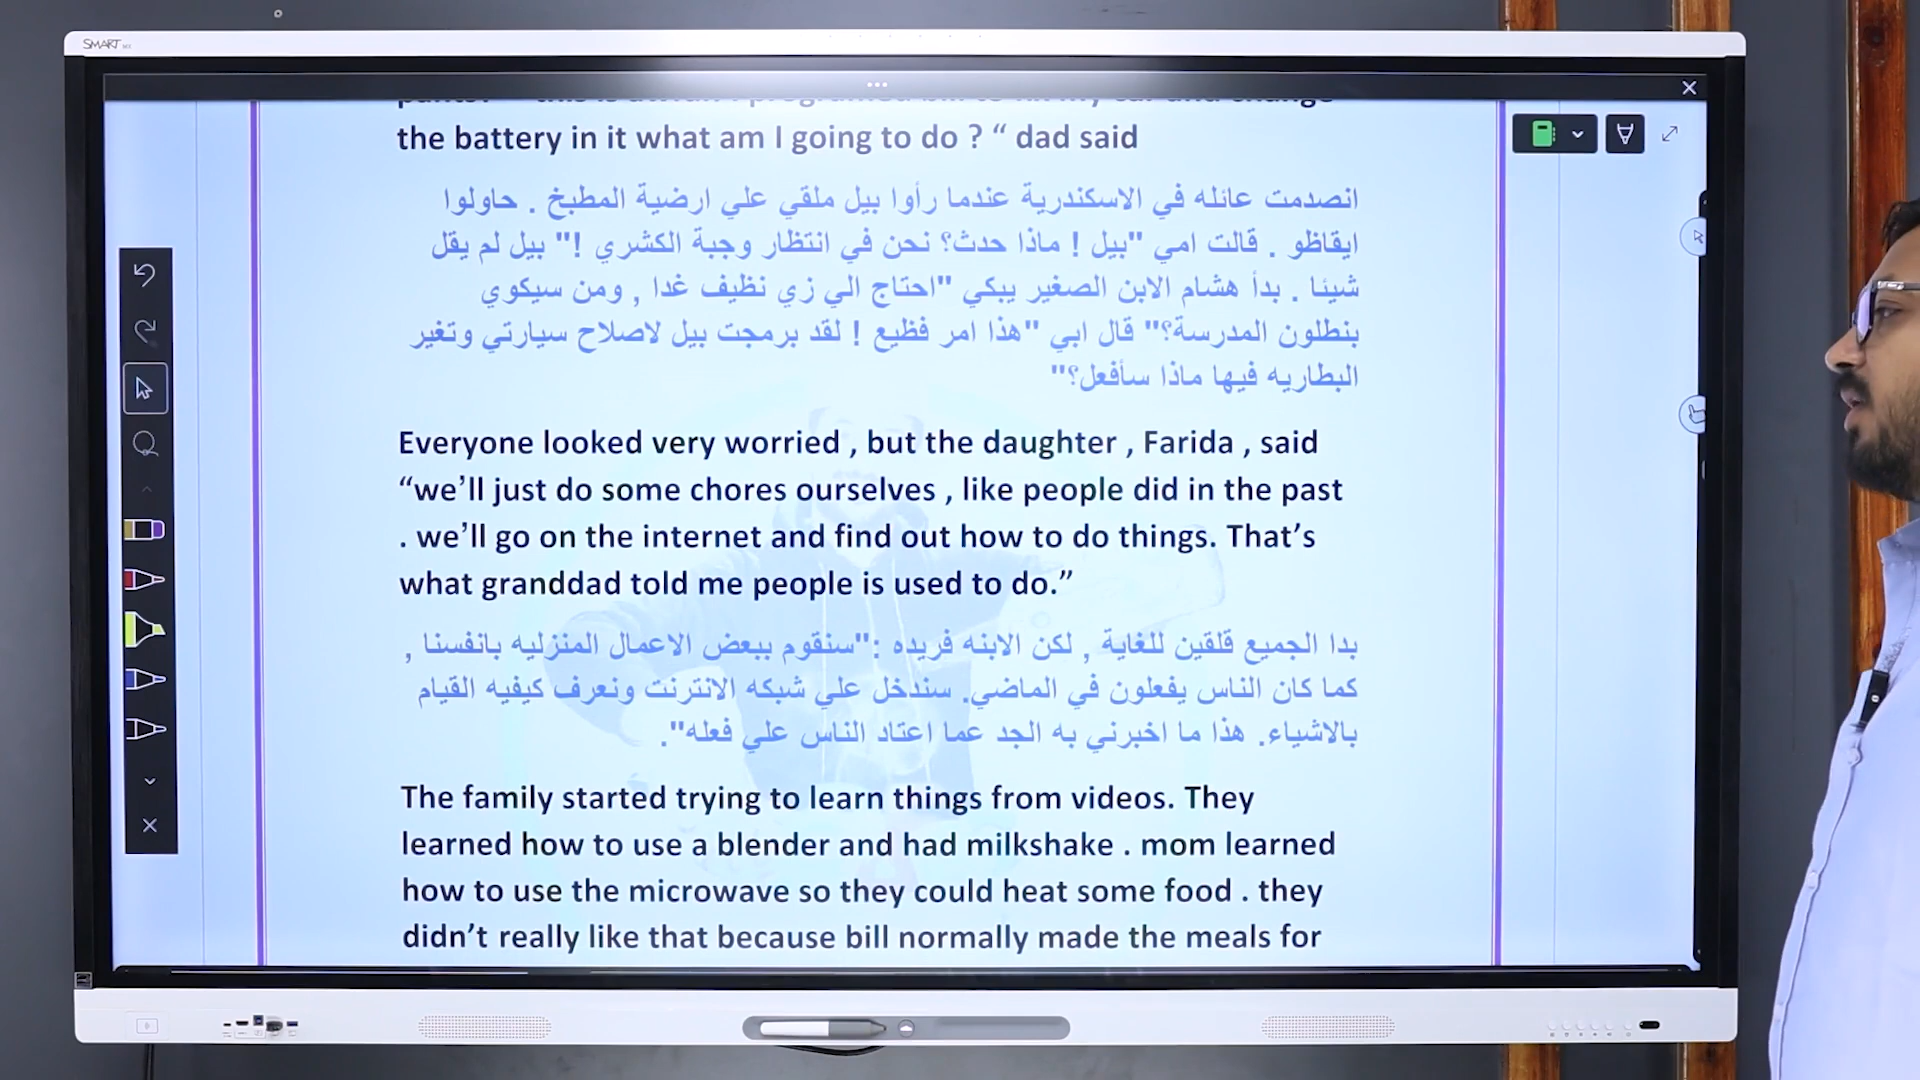 SMART
the battery in it what am I going to do ? “ dad said
انصدمت عائله في الاسكندرية عندما رأوا بيل ملقي علي ارضية المطبخ . حاولوا
ايقاظو . قالت امي "بيل ! ماذا حدث؟ نحن في انتظار وجبة الكشري !" بيل لم يقل
شيئا . بدأ هشام الابن الصغير يبكي "احتاج الي زي نظيف غدا , ومن سيكوي
بنطلون المدرسة؟" قال ابي "هذا امر فظيع ! لقد برمجت بيل لاصلاح سيارتي وتغير
البطاريه فيها ماذا سأفعل؟"
Everyone looked very worried , but the daughter , Farida , said
“we’ll just do some chores ourselves , like people did in the past
. we’ll go on the internet and find out how to do things. That’s
what granddad told me people is used to do.”
بدا الجميع قلقين للغاية , لكن الابنه فريده :"سنقوم ببعض الاعمال المنزليه بانفسنا ,
كما كان الناس يفعلون في الماضي. سندخل علي شبكه الانترنت ونعرف كيفيه القيام
بالاشياء. هذا ما اخبرني به الجد عما اعتاد الناس علي فعله".
The family started trying to learn things from videos. They
learned how to use a blender and had milkshake . mom learned
how to use the microwave so they could heat some food . they
didn’t really like that because bill normally made the meals for